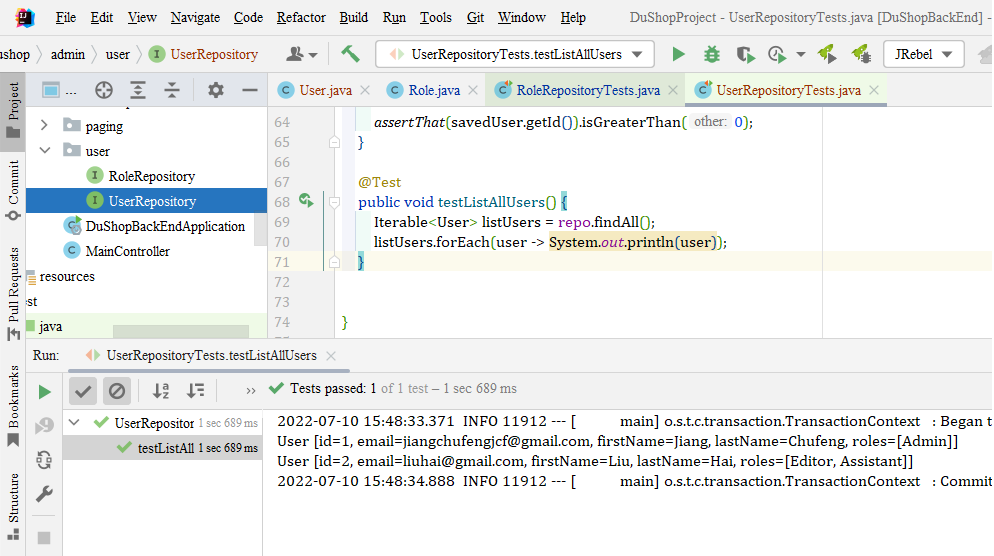 File Edit View Navigate Code Refactor Build Run Tools Git Window Help DuShopProject - UserRepositoryTests.java [DuShopBackEnd] -
shop admin user UserRepository UserRepositoryTests.testListAllUsers JRebel
Project
Commit
Pull Requests
Bookmarks
Structure
...
paging
user
RoleRepository
UserRepository
DuShopBackEndApplication
MainController
resources
est
java
User.java Role.java RoleRepositoryTests.java UserRepositoryTests.java
64 assertThat(savedUser.getId()).isGreaterThan( other: 0);
65 }
66
67 @Test
68 public void testListAllUsers() {
69 Iterable<User> listUsers = repo.findAll();
70 listUsers.forEach(user -> System.out.println(user));
71 }
72
73
74 }
Run: UserRepositoryTests.testListAllUsers
Tests passed: 1 of 1 test – 1 sec 689 ms
UserRepositor 1 sec 689 ms
testListAll 1 sec 689 ms
2022-07-10 15:48:33.371 INFO 11912 --- [ main] o.s.t.c.transaction.TransactionContext : Began t
User [id=1, email=jiangchufengjcf@gmail.com, firstName=Jiang, lastName=Chufeng, roles=[Admin]]
User [id=2, email=liuhai@gmail.com, firstName=Liu, lastName=Hai, roles=[Editor, Assistant]]
2022-07-10 15:48:34.888 INFO 11912 --- [ main] o.s.t.c.transaction.TransactionContext : Commit